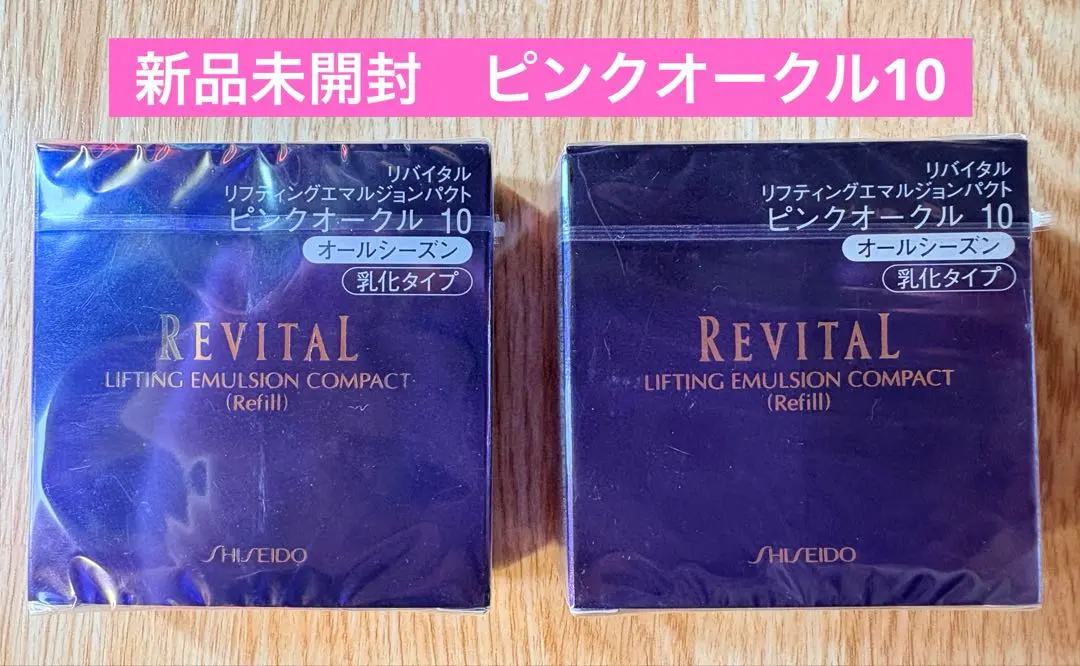 新品未開封　ピンクオークル10
リバイタル
リフティングエマルジョンパクト
ピンクオークル 10
オールシーズン
乳化タイプ
REVITAL
LIFTING EMULSION COMPACT
(Refill)
SHISEIDO
リバイタル
リフティングエマルジョンパクト
ピンクオークル 10
オールシーズン
乳化タイプ
REVITAL
LIFTING EMULSION COMPACT
(Refill)
SHISEIDO